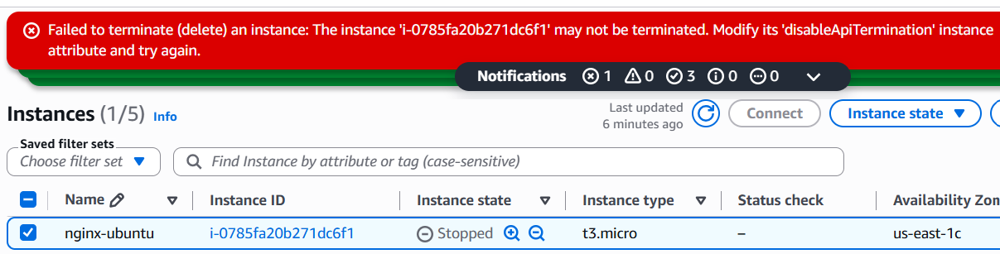 Failed to terminate (delete) an instance: The instance 'i-0785fa20b271dc6f1' may not be terminated. Modify its 'disableApiTermination' instance
attribute and try again.
Notifications 1 0 3 0 0
Instances (1/5) Info
Last updated
6 minutes ago
Connect
Instance state
Saved filter sets
Choose filter set
Find Instance by attribute or tag (case-sensitive)
Name Instance ID Instance state Instance type Status check Availability Zon
nginx-ubuntu i-0785fa20b271dc6f1 Stopped t3.micro – us-east-1c